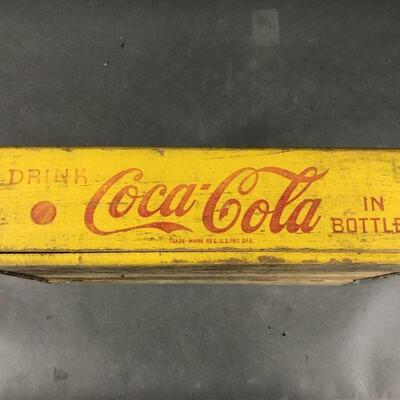 DRINK
Coca-Cola
TRADE-MARK REG. U.S. PAT. OFF.
IN
BOTTLE